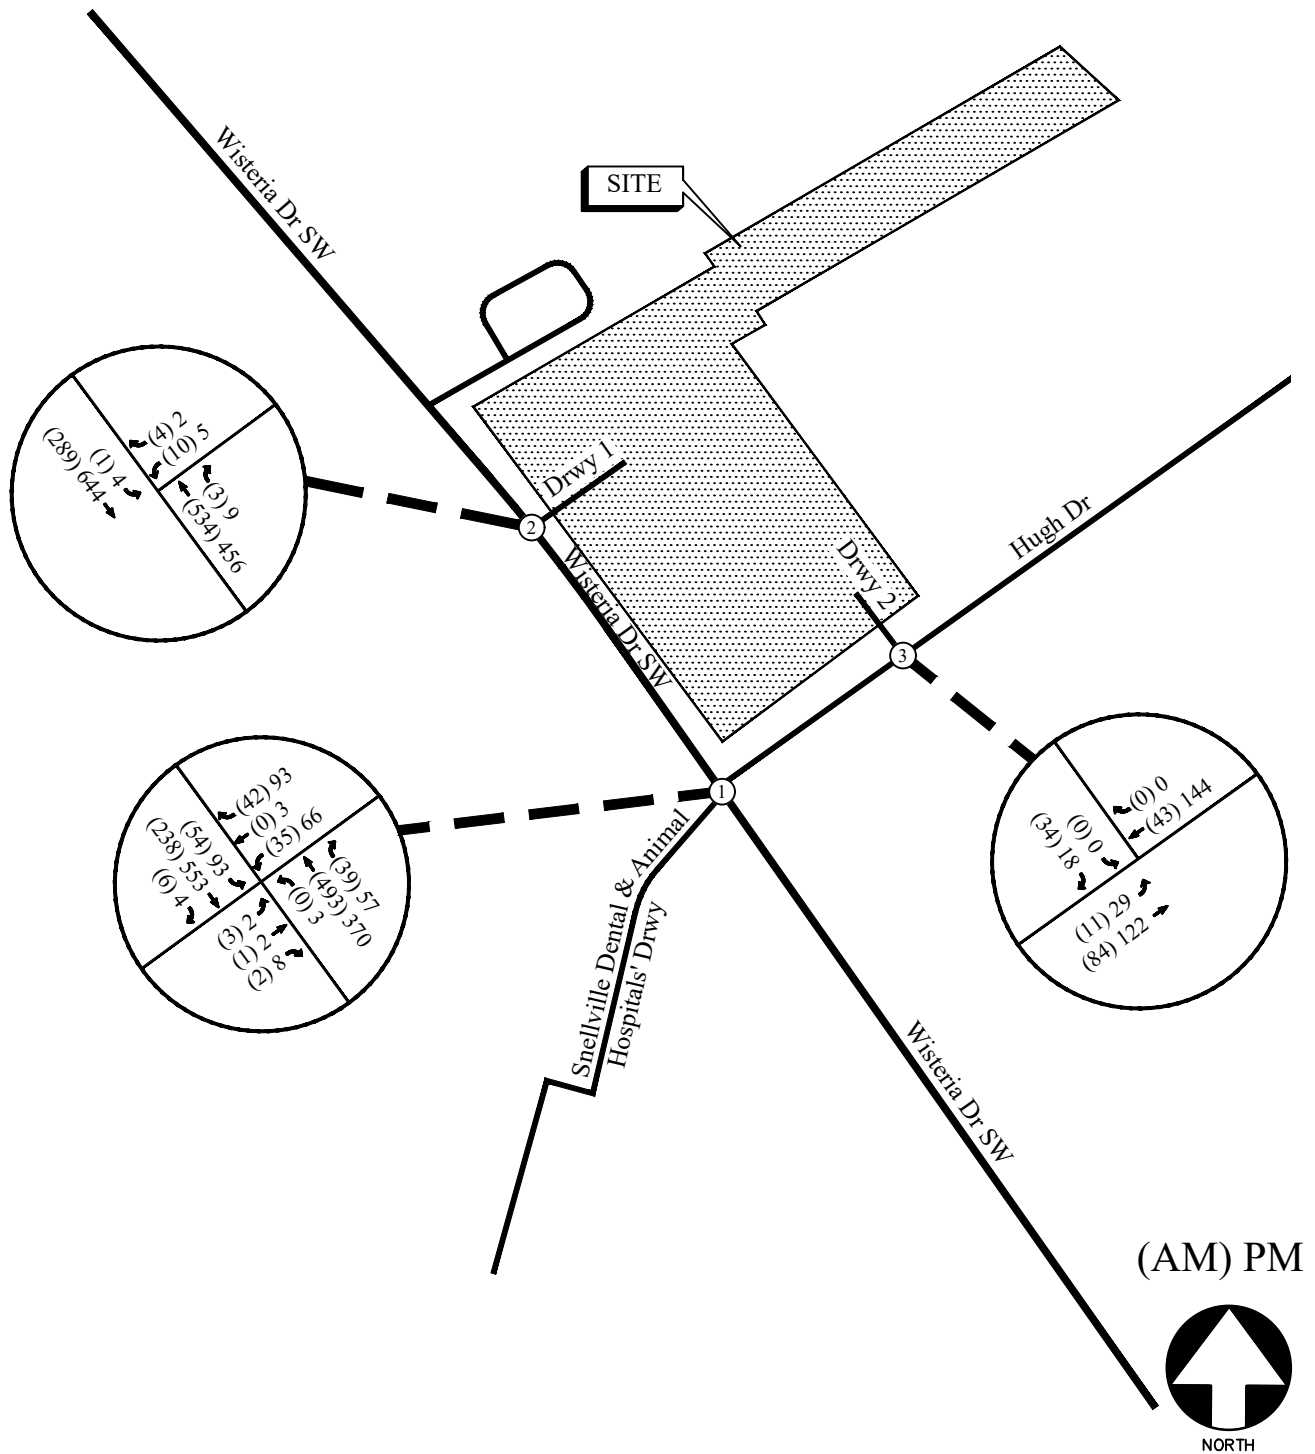 Wisteria Dr SW
SITE
(4) 2
(10) 5
(1) 4
(289) 644
(3) 9
(534) 456
Drwy 1
2
Wisteria Dr SW
Hugh Dr
Drwy 2
3
(0) 0
(43) 144
(0) 0
(34) 18
(11) 29
(84) 122
1
(42) 93
(0) 3
(35) 66
(54) 93
(238) 553
(6) 4
(39) 57
(493) 370
(0) 3
(3) 2
(1) 2
(2) 8
Snellville Dental & Animal
Hospitals' Drwy
Wisteria Dr SW
(AM) PM
NORTH